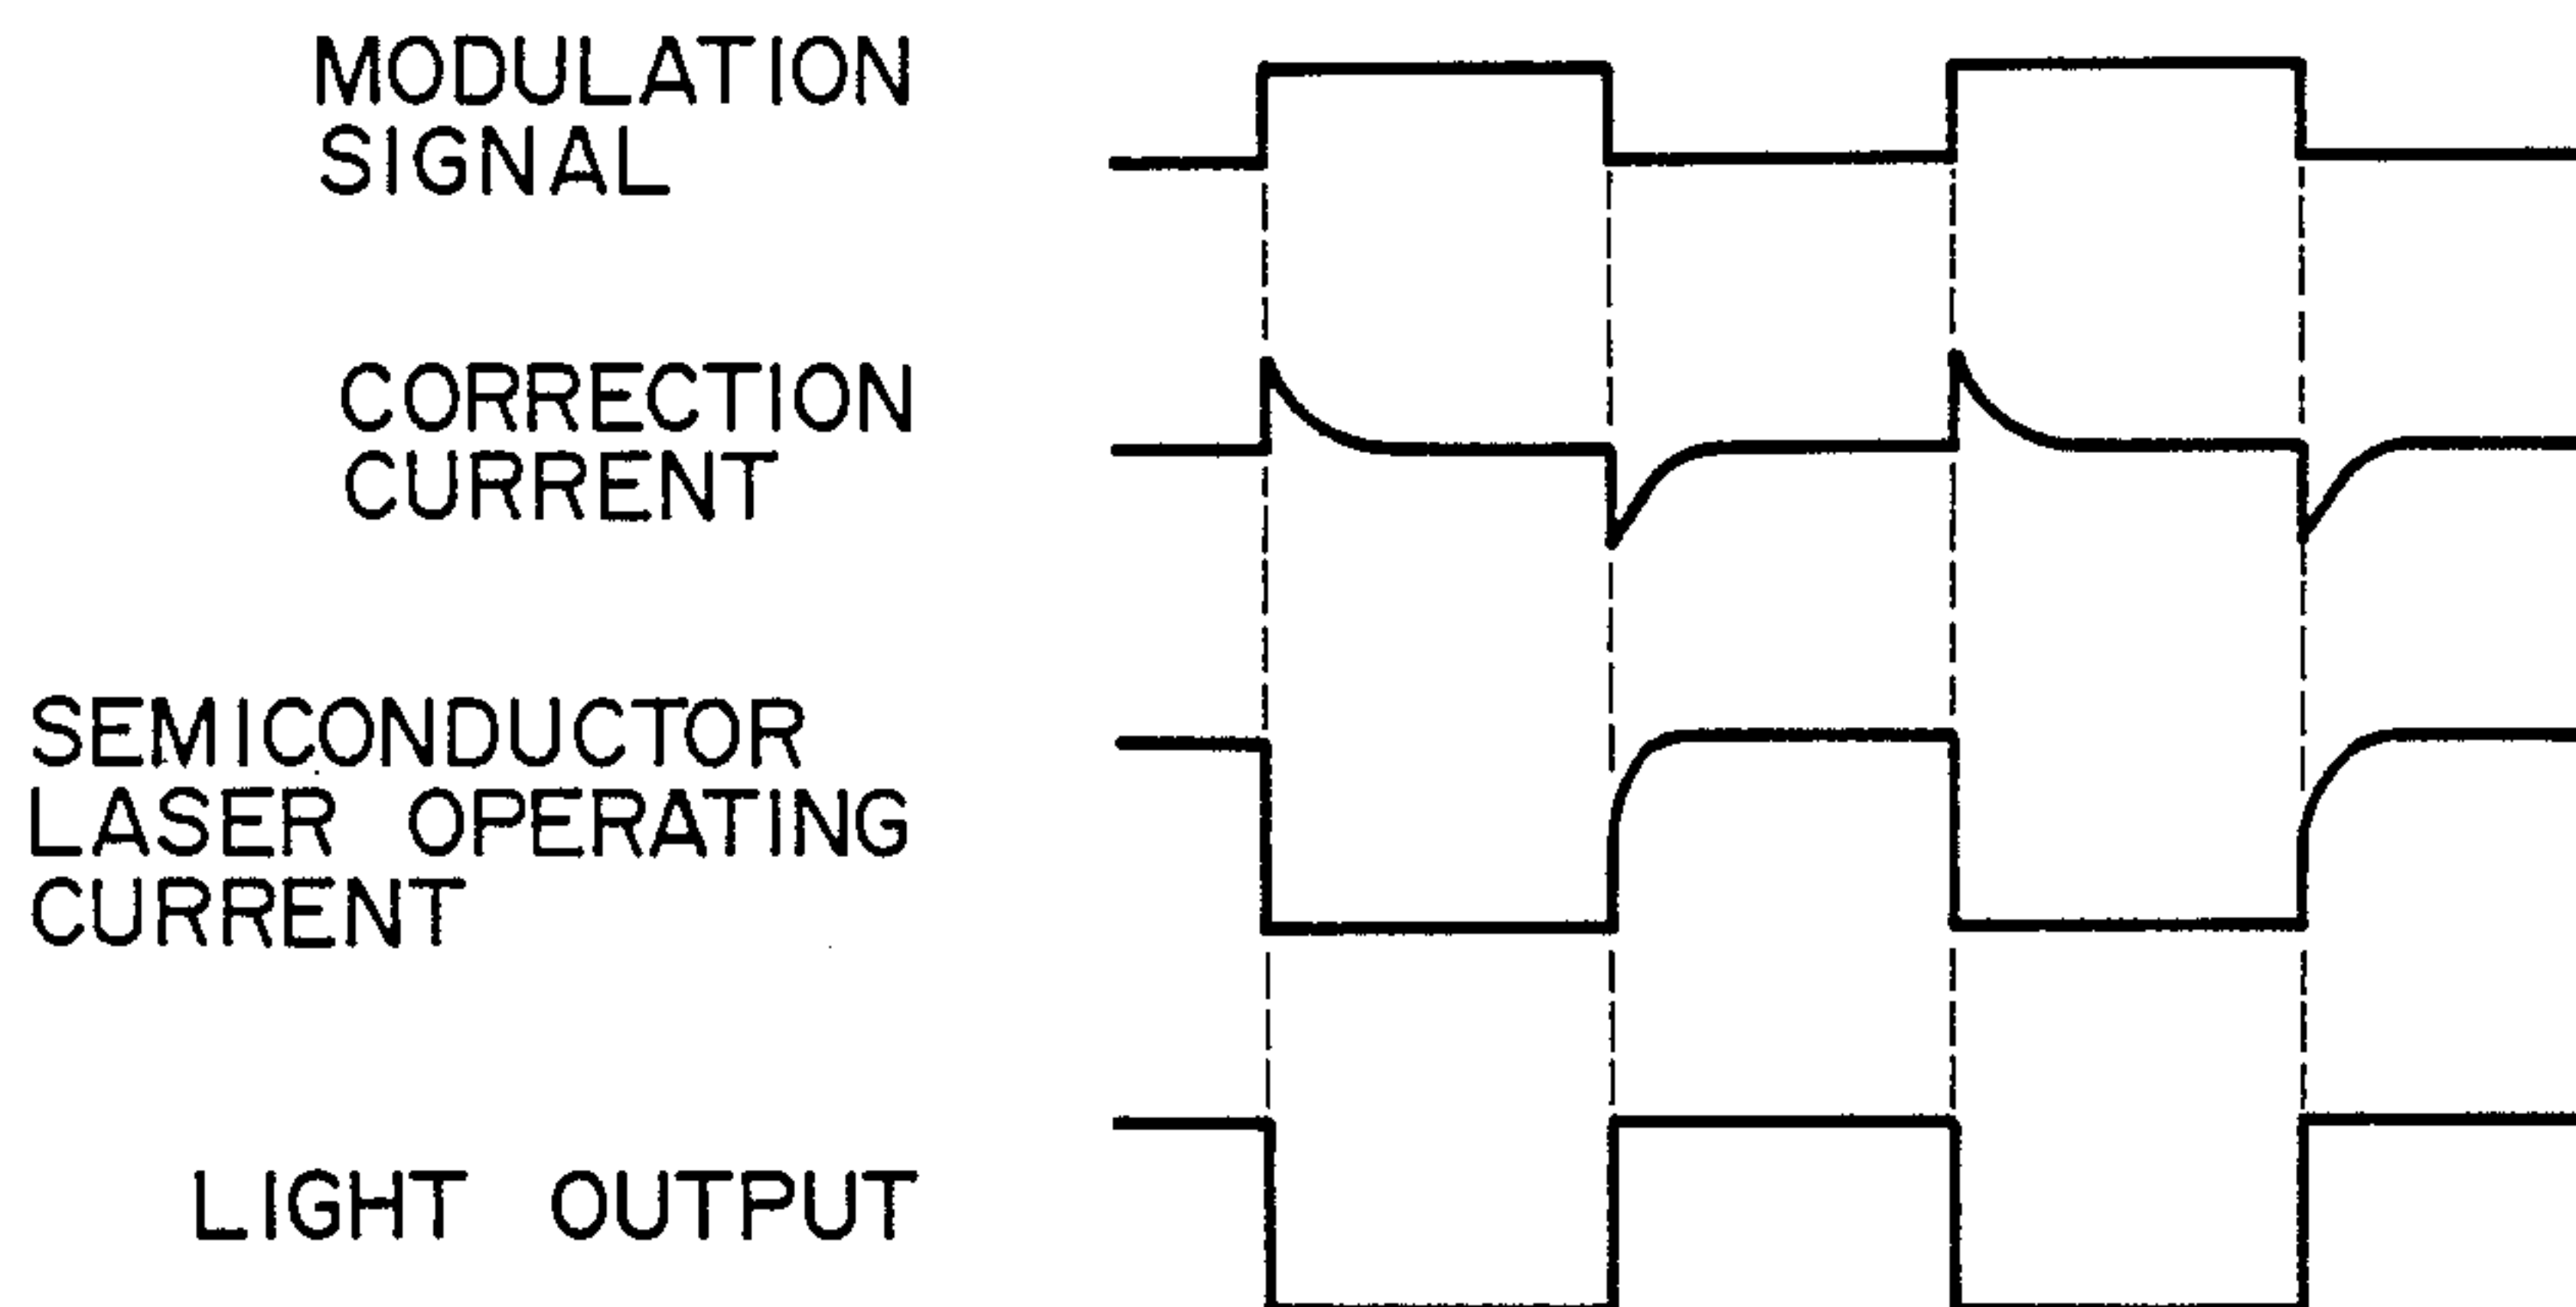 MODULATION
SIGNAL
CORRECTION
CURRENT
SEMICONDUCTOR
LASER OPERATING
CURRENT
LIGHT OUTPUT